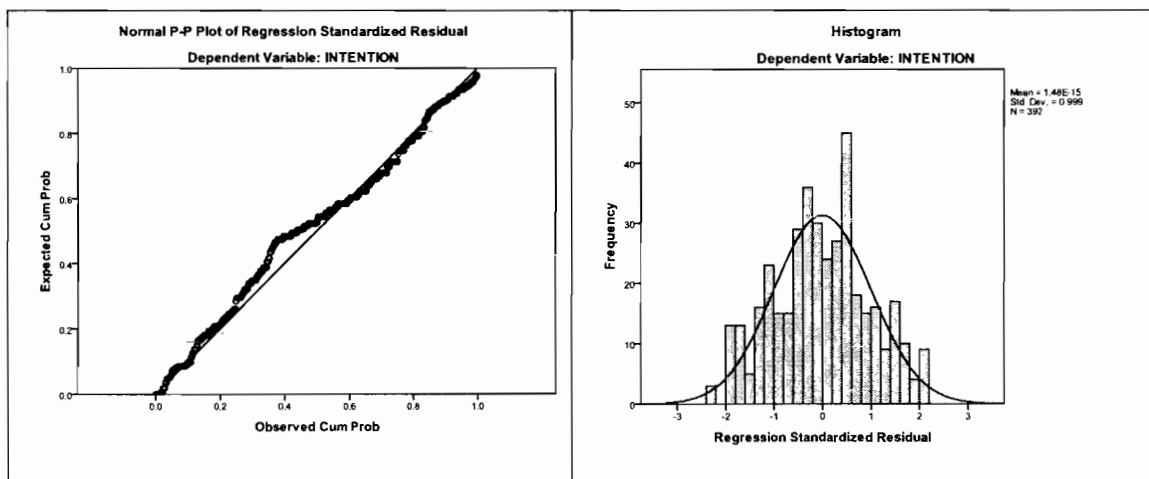 Normal P-P Plot of Regression Standardized Residual
Dependent Variable: INTENTION
1.0
0.8
0.6
0.4
0.2
0.0
Expected Cum Prob
0.0 0.2 0.4 0.6 0.8 1.0
Observed Cum Prob
Histogram
Dependent Variable: INTENTION
Mean = 1.48E-15
Std. Dev. = 0.999
N = 392
50
40
30
20
10
0
Frequency
-3 -2 -1 0 1 2 3
Regression Standardized Residual